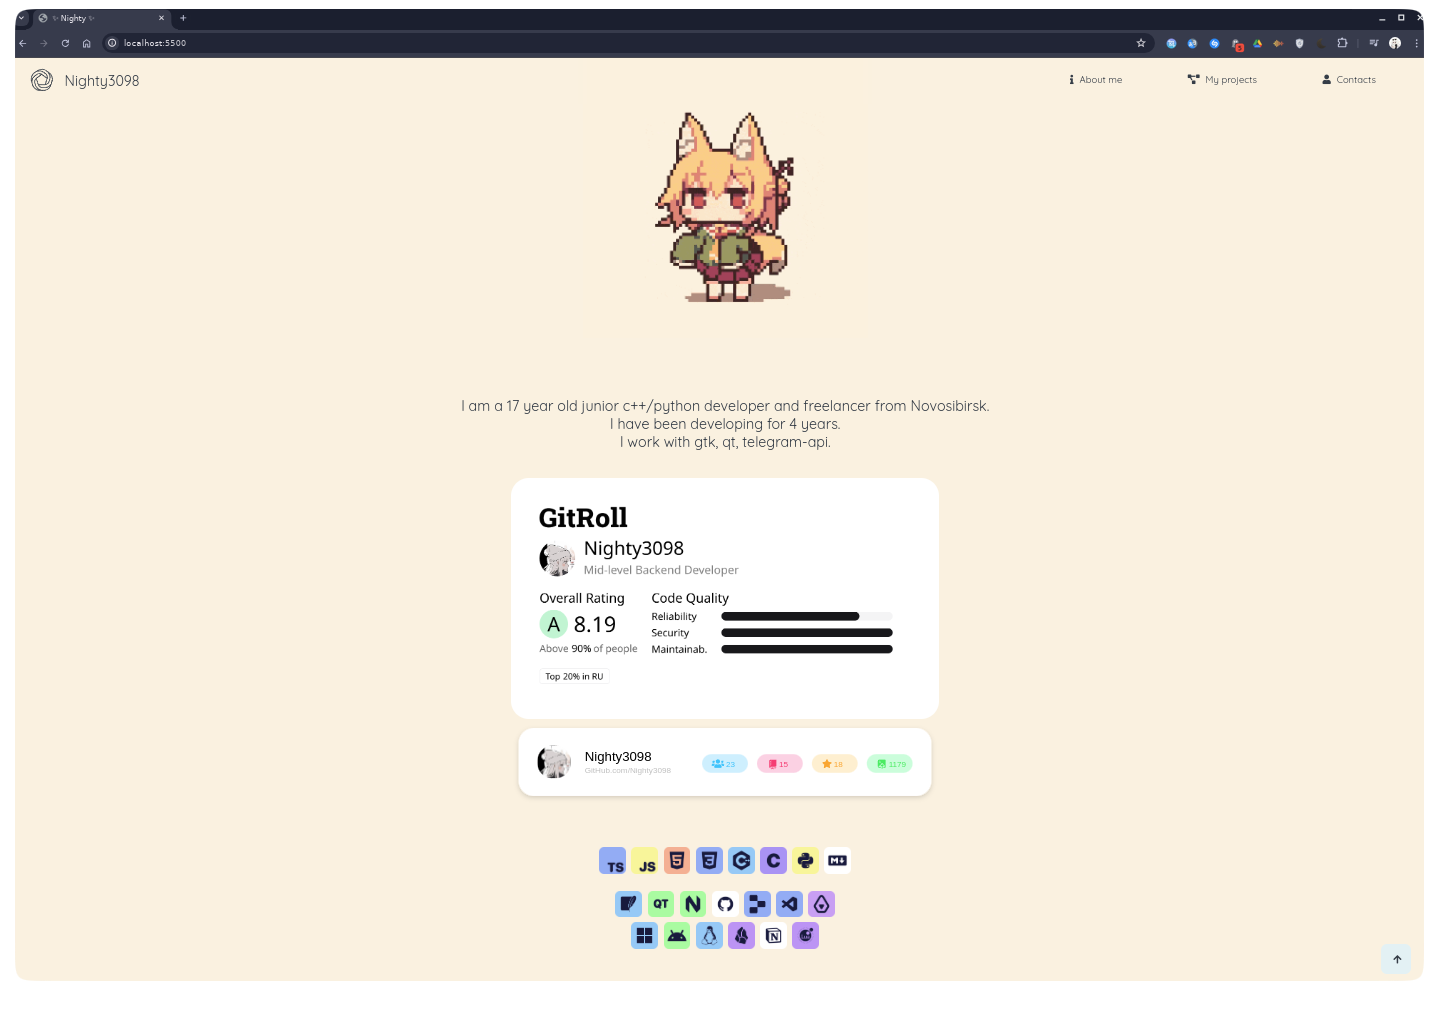 ✨ Nighty ✨
localhost:5500
5
Nighty3098
About me
My projects
Contacts
I am a 17 year old junior c++/python developer and freelancer from Novosibirsk.
I have been developing for 4 years.
I work with gtk, qt, telegram-api.
GitRoll
Nighty3098
Mid-level Backend Developer
Overall Rating
Code Quality
A 8.19
Reliability
Security
Above 90% of people
Maintainab.
Top 20% in RU
Nighty3098
GitHub.com/Nighty3098
23 15 18 1179
TS JS 5 3 C C M
QT N
N